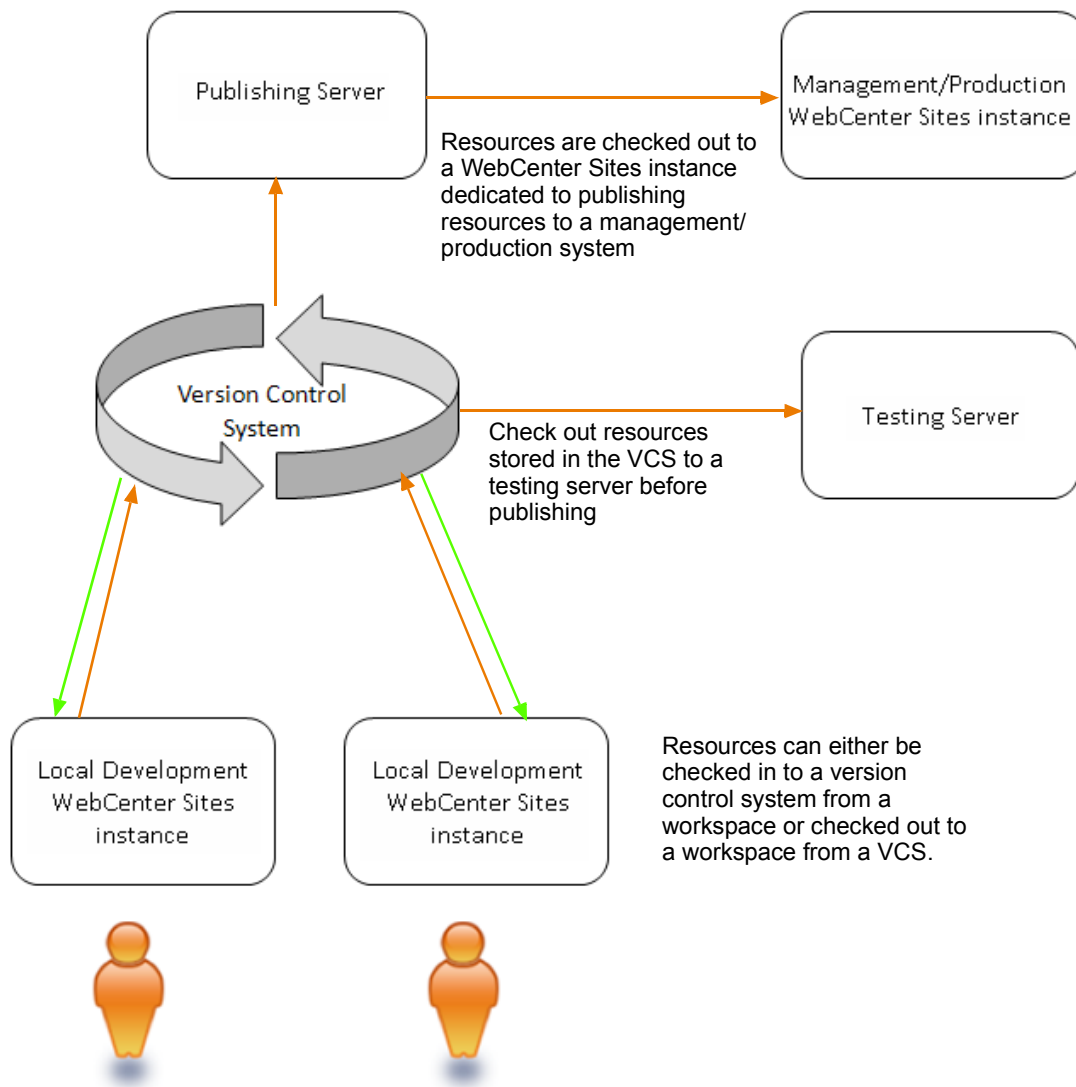 Publishing Server
Management/Production
WebCenter Sites instance
Resources are checked out to
a WebCenter Sites instance
dedicated to publishing
resources to a management/
production system
Version Control
System
Testing Server
Check out resources
stored in the VCS to a
testing server before
publishing
Local Development
WebCenter Sites
instance
Local Development
WebCenter Sites
instance
Resources can either be
checked in to a version
control system from a
workspace or checked out to
a workspace from a VCS.